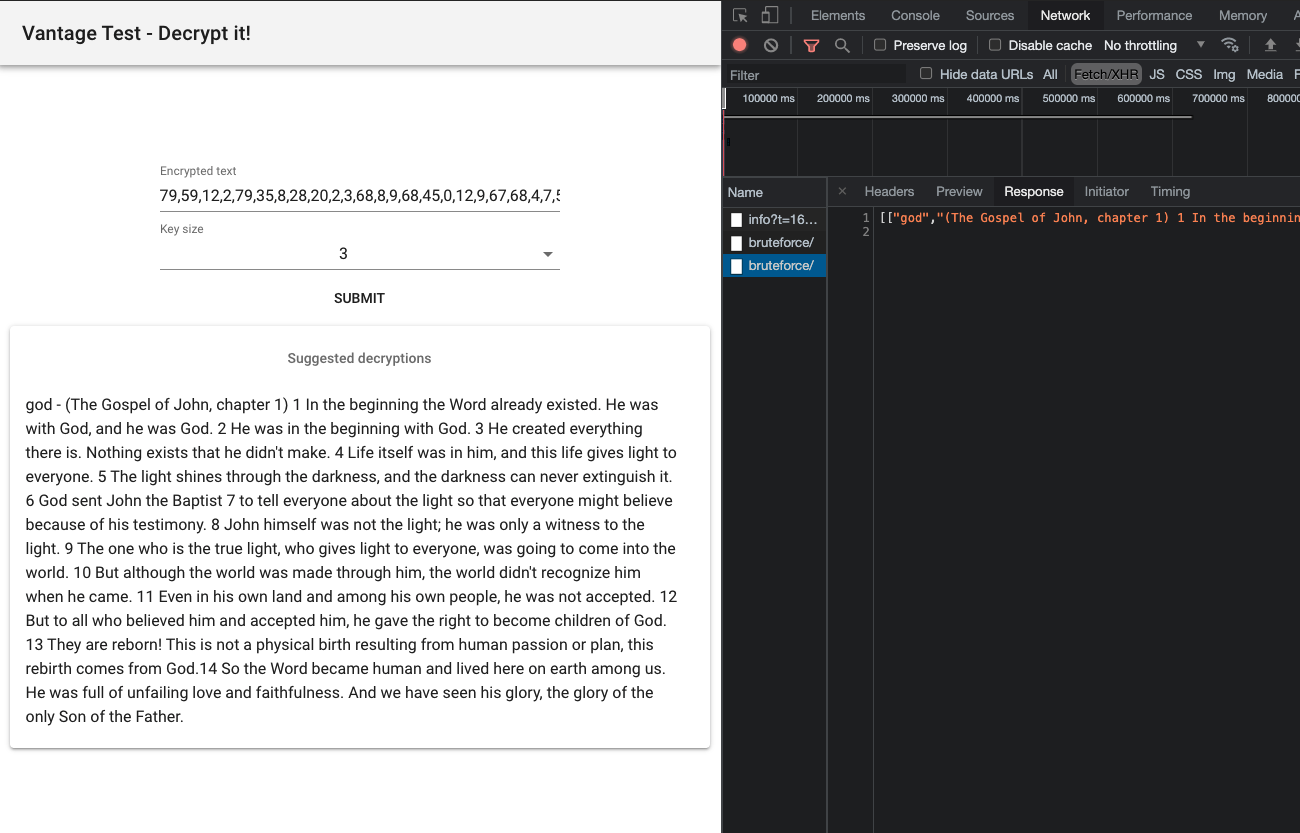 Vantage Test - Decrypt it!
Encrypted text
79,59,12,2,79,35,8,28,20,2,3,68,8,9,68,45,0,12,9,67,68,4,7,5
Key size
3
SUBMIT
Suggested decryptions
god - (The Gospel of John, chapter 1) 1 In the beginning the Word already existed. He was
with God, and he was God. 2 He was in the beginning with God. 3 He created everything
there is. Nothing exists that he didn't make. 4 Life itself was in him, and this life gives light to
everyone. 5 The light shines through the darkness, and the darkness can never extinguish it.
6 God sent John the Baptist 7 to tell everyone about the light so that everyone might believe
because of his testimony. 8 John himself was not the light; he was only a witness to the
light. 9 The one who is the true light, who gives light to everyone, was going to come into the
world. 10 But although the world was made through him, the world didn't recognize him
when he came. 11 Even in his own land and among his own people, he was not accepted. 12
But to all who believed him and accepted him, he gave the right to become children of God.
13 They are reborn! This is not a physical birth resulting from human passion or plan, this
rebirth comes from God.14 So the Word became human and lived here on earth among us.
He was full of unfailing love and faithfulness. And we have seen his glory, the glory of the
only Son of the Father.
Elements Console Sources Network Performance Memory
Preserve log Disable cache No throttling
Filter Hide data URLs All Fetch/XHR JS CSS Img Media
100000 ms 200000 ms 300000 ms 400000 ms 500000 ms 600000 ms 700000 ms 800000
Name × Headers Preview Response Initiator Timing
info?t=16...
bruteforce/
bruteforce/
1 [["god","(The Gospel of John, chapter 1) 1 In the beginnin
2